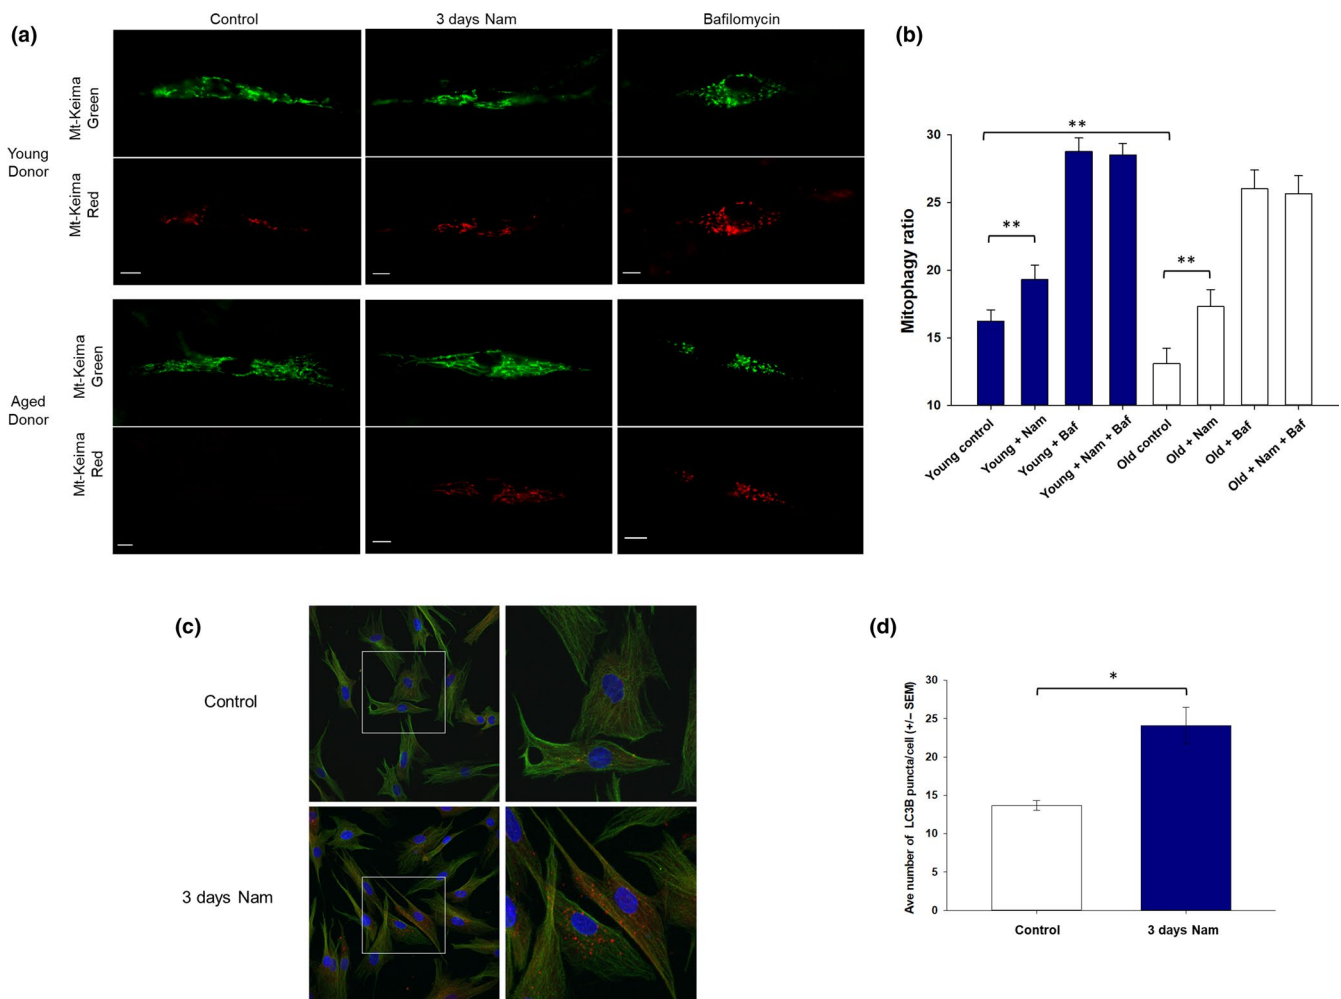 (a)
Control
3 days Nam
Bafilomycin
Young
Donor
Mt-Keima
Green
Mt-Keima
Red
Aged
Donor
Mt-Keima
Green
Mt-Keima
Red
(b)
Mitophagy ratio
30
25
20
15
10
**
**
**
Young control
Young + Nam
Young + Baf
Young + Nam + Baf
Old control
Old + Nam
Old + Baf
Old + Nam + Baf
(c)
Control
3 days Nam
(d)
Ave number of LC3B puncta/cell (+/− SEM)
30
25
20
15
10
5
0
*
Control
3 days Nam